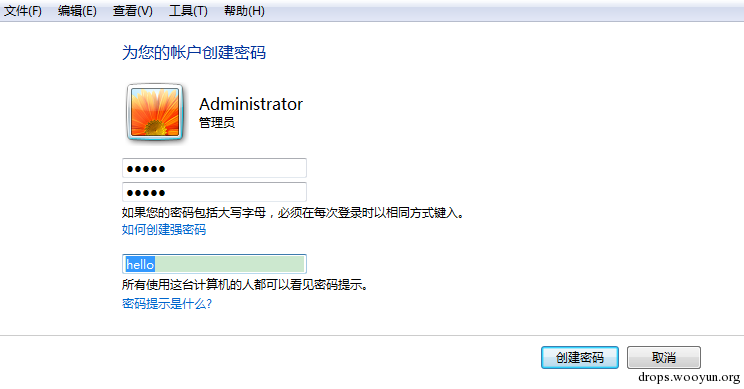 文件(F) 编辑(E) 查看(V) 工具(T) 帮助(H)
为您的帐户创建密码
Administrator
管理员
●●●●●
●●●●●
如果您的密码包括大写字母，必须在每次登录时以相同方式键入。
如何创建强密码
hello
所有使用这台计算机的人都可以看见密码提示。
密码提示是什么?
创建密码 取消
drops.wooyun.org